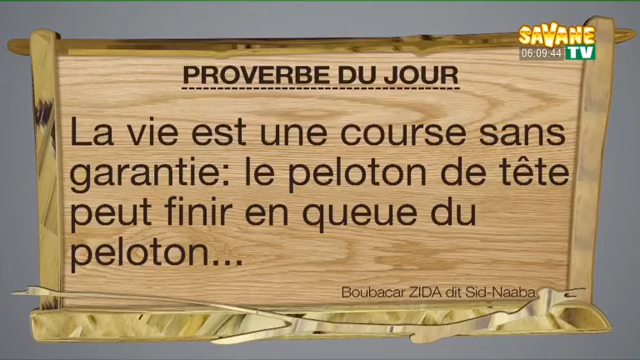 SAVANE
06:09:44 TV
PROVERBE DU JOUR
La vie est une course sans
garantie: le peloton de tête
peut finir en queue du
peloton...
Boubacar ZIDA dit Sid-Naaba